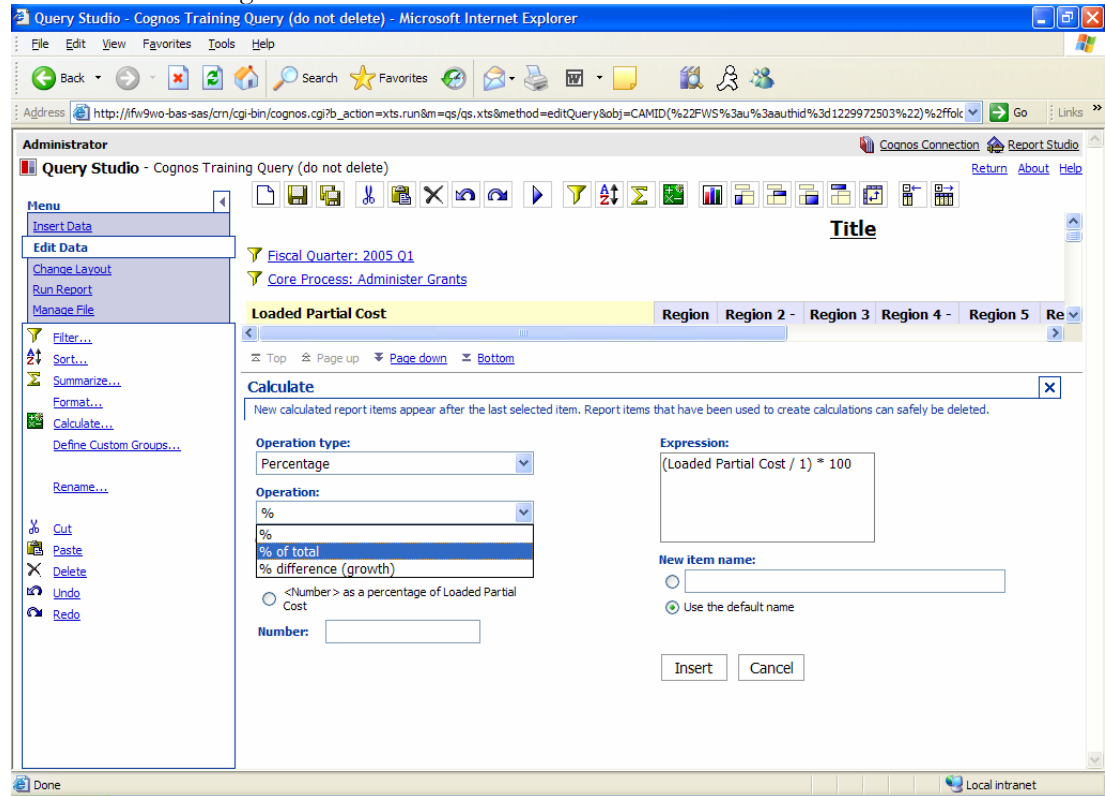 Query Studio - Cognos Training Query (do not delete) - Microsoft Internet Explorer
File Edit View Favorites Tools Help
Back Search Favorites
Address http://ifw9wo-bas-sas/crn/cgi-bin/cognos.cgi?b_action=xts.run&m=qs/qs.xts&method=editQuery&obj=CAMID(%22FWS%3au%3aauthid%3d1229972503%22)%2ffolc Go Links »
Administrator Cognos Connection Report Studio
Query Studio - Cognos Training Query (do not delete) Return About Help
Menu
Insert Data
Edit Data
Change Layout
Run Report
Manage File
Filter...
Sort...
Summarize...
Format...
Calculate...
Define Custom Groups...
Rename...
Cut
Paste
Delete
Undo
Redo
Title
Fiscal Quarter: 2005 Q1
Core Process: Administer Grants
Loaded Partial Cost Region Region 2 - Region 3 Region 4 - Region 5 Re
Top Page up Page down Bottom
Calculate
New calculated report items appear after the last selected item. Report items that have been used to create calculations can safely be deleted.
Operation type:
Percentage
Operation:
%
%
% of total
% difference (growth)
<Number> as a percentage of Loaded Partial
Cost
Number:
Expression:
(Loaded Partial Cost / 1) * 100
New item name:
Use the default name
Insert Cancel
Done Local intranet